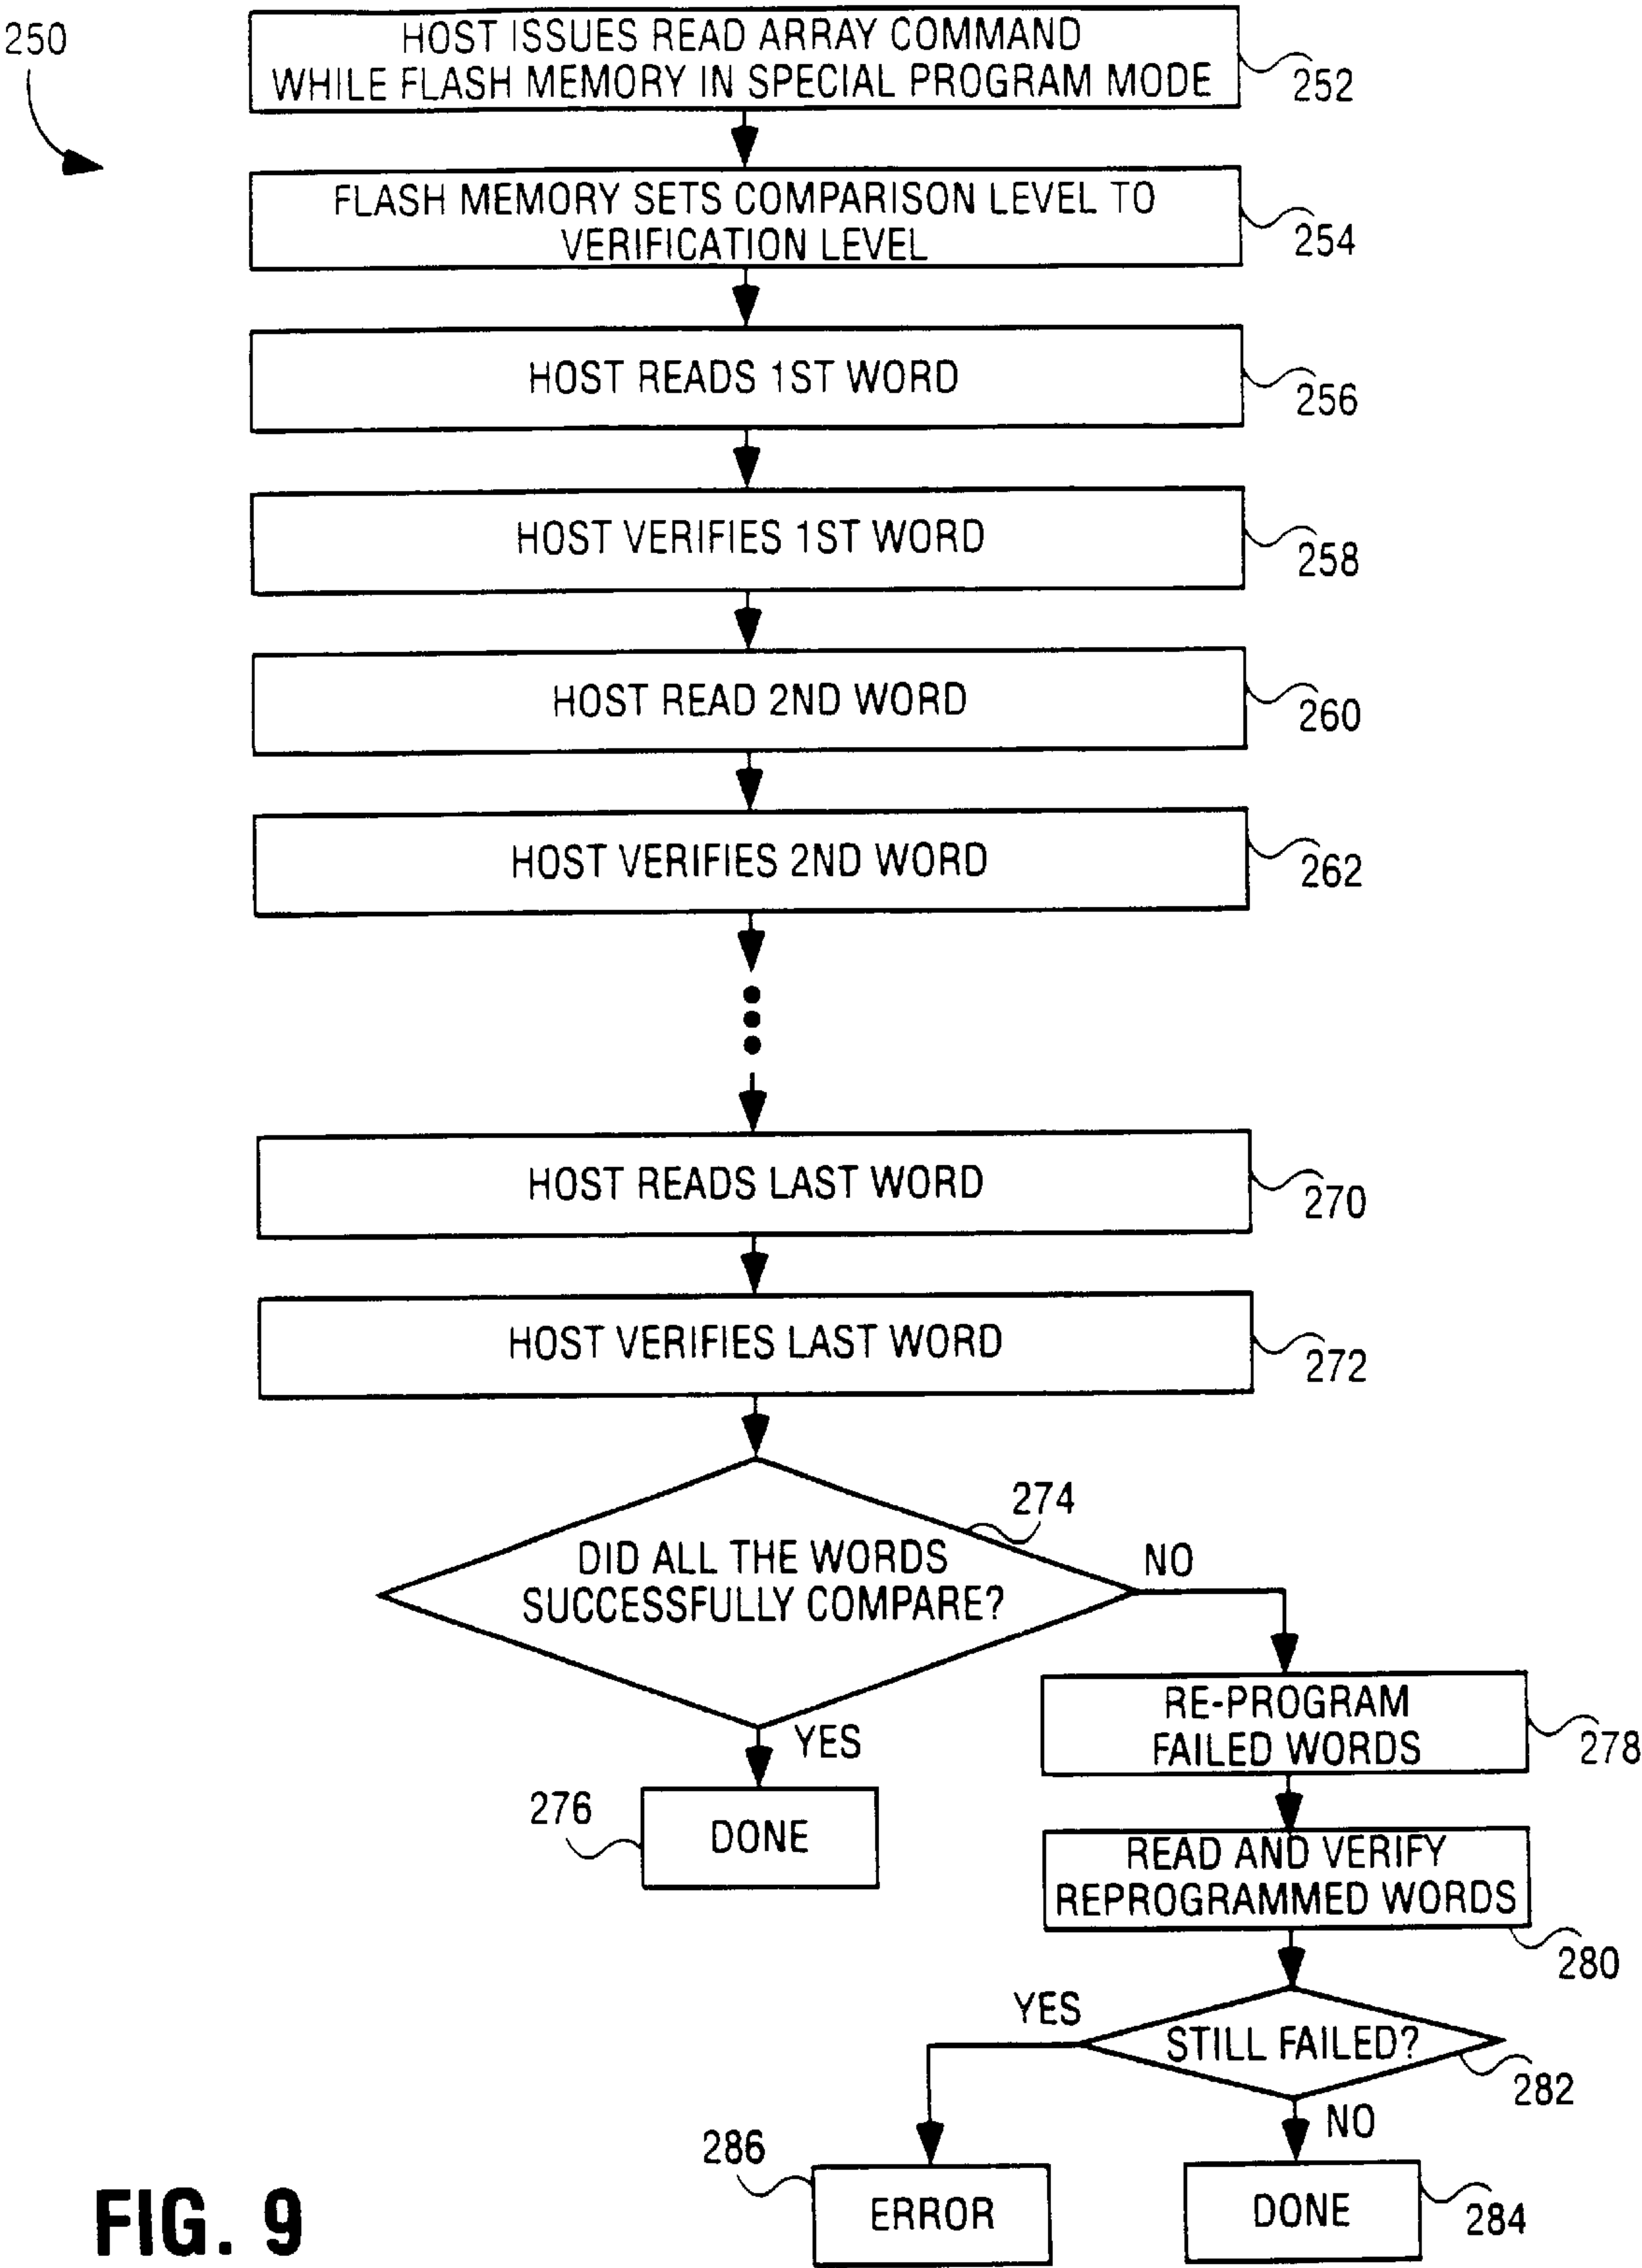 250
HOST ISSUES READ ARRAY COMMAND
WHILE FLASH MEMORY IN SPECIAL PROGRAM MODE
252
FLASH MEMORY SETS COMPARISON LEVEL TO
VERIFICATION LEVEL
254
HOST READS 1ST WORD
256
HOST VERIFIES 1ST WORD
258
HOST READ 2ND WORD
260
HOST VERIFIES 2ND WORD
262
HOST READS LAST WORD
270
HOST VERIFIES LAST WORD
272
274
DID ALL THE WORDS
SUCCESSFULLY COMPARE?
NO
YES
RE-PROGRAM
FAILED WORDS
278
276
DONE
READ AND VERIFY
REPROGRAMMED WORDS
280
YES
STILL FAILED?
282
NO
286
ERROR
DONE
284
FIG. 9